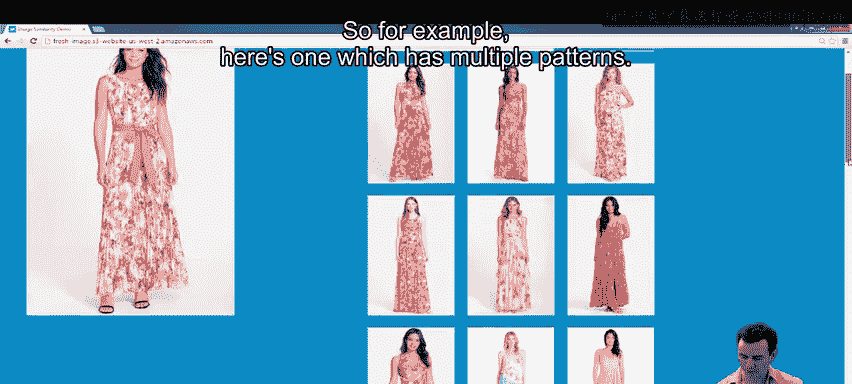 So for example,
here's one which has multiple patterns.
Image Similarity Demo
fresh-image.s3-website-us-west-2.amazonaws.com